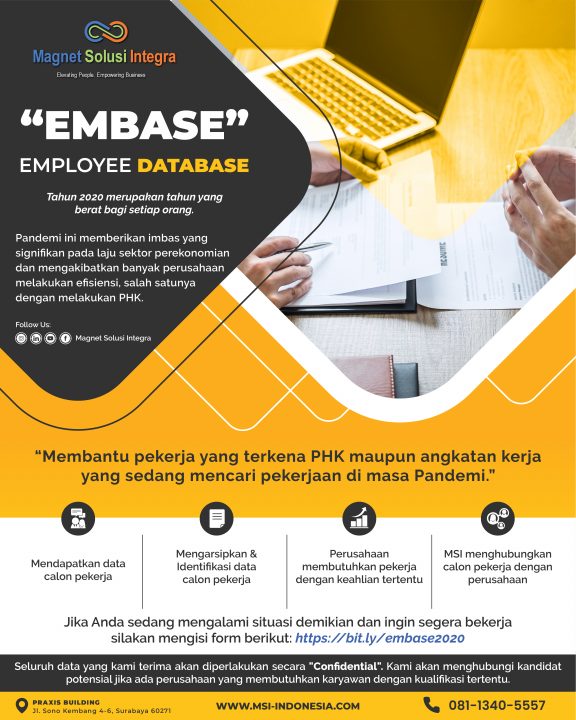 Magnet Solusi Integra
Elevating People. Empowering Business
“EMBASE”
EMPLOYEE DATABASE
Tahun 2020 merupakan tahun yang
berat bagi setiap orang.
Pandemi ini memberikan imbas yang
signifikan pada laju sektor perekonomian
dan mengakibatkan banyak perusahaan
melakukan efisiensi, salah satunya
dengan melakukan PHK.
Follow Us:
Magnet Solusi Integra
RESUME
“Membantu pekerja yang terkena PHK maupun angkatan kerja
yang sedang mencari pekerjaan di masa Pandemi.”
Mendapatkan data
calon pekerja
Mengarsipkan &
Identifikasi data
calon pekerja
Perusahaan
membutuhkan pekerja
dengan keahlian tertentu
MSI menghubungkan
calon pekerja dengan
perusahaan
Jika Anda sedang mengalami situasi demikian dan ingin segera bekerja
silakan mengisi form berikut: https://bit.ly/embase2020
Seluruh data yang kami terima akan diperlakukan secara "Confidential". Kami akan menghubungi kandidat
potensial jika ada perusahaan yang membutuhkan karyawan dengan kualifikasi tertentu.
PRAXIS BUILDING
Jl. Sono Kembang 4-6, Surabaya 60271
WWW.MSI-INDONESIA.COM
081-1340-5557